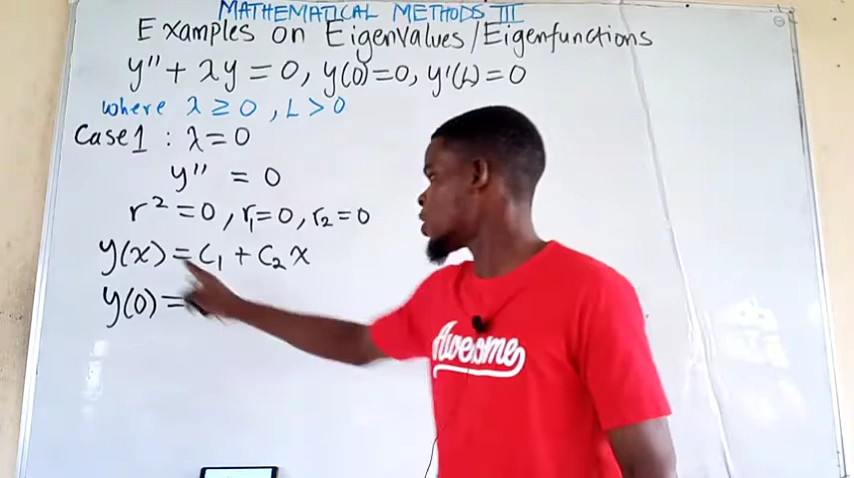 MATHEMATICAL METHODS III
Examples on Eigenvalues/Eigenfunctions
y'' + λy = 0, y(0)=0, y'(L) = 0
where λ ≥ 0, L > 0
Case 1 : λ = 0
y'' = 0
r² = 0, r₁=0, r₂ = 0
y(x) = C₁ + C₂ x
y(0) =
Awesome